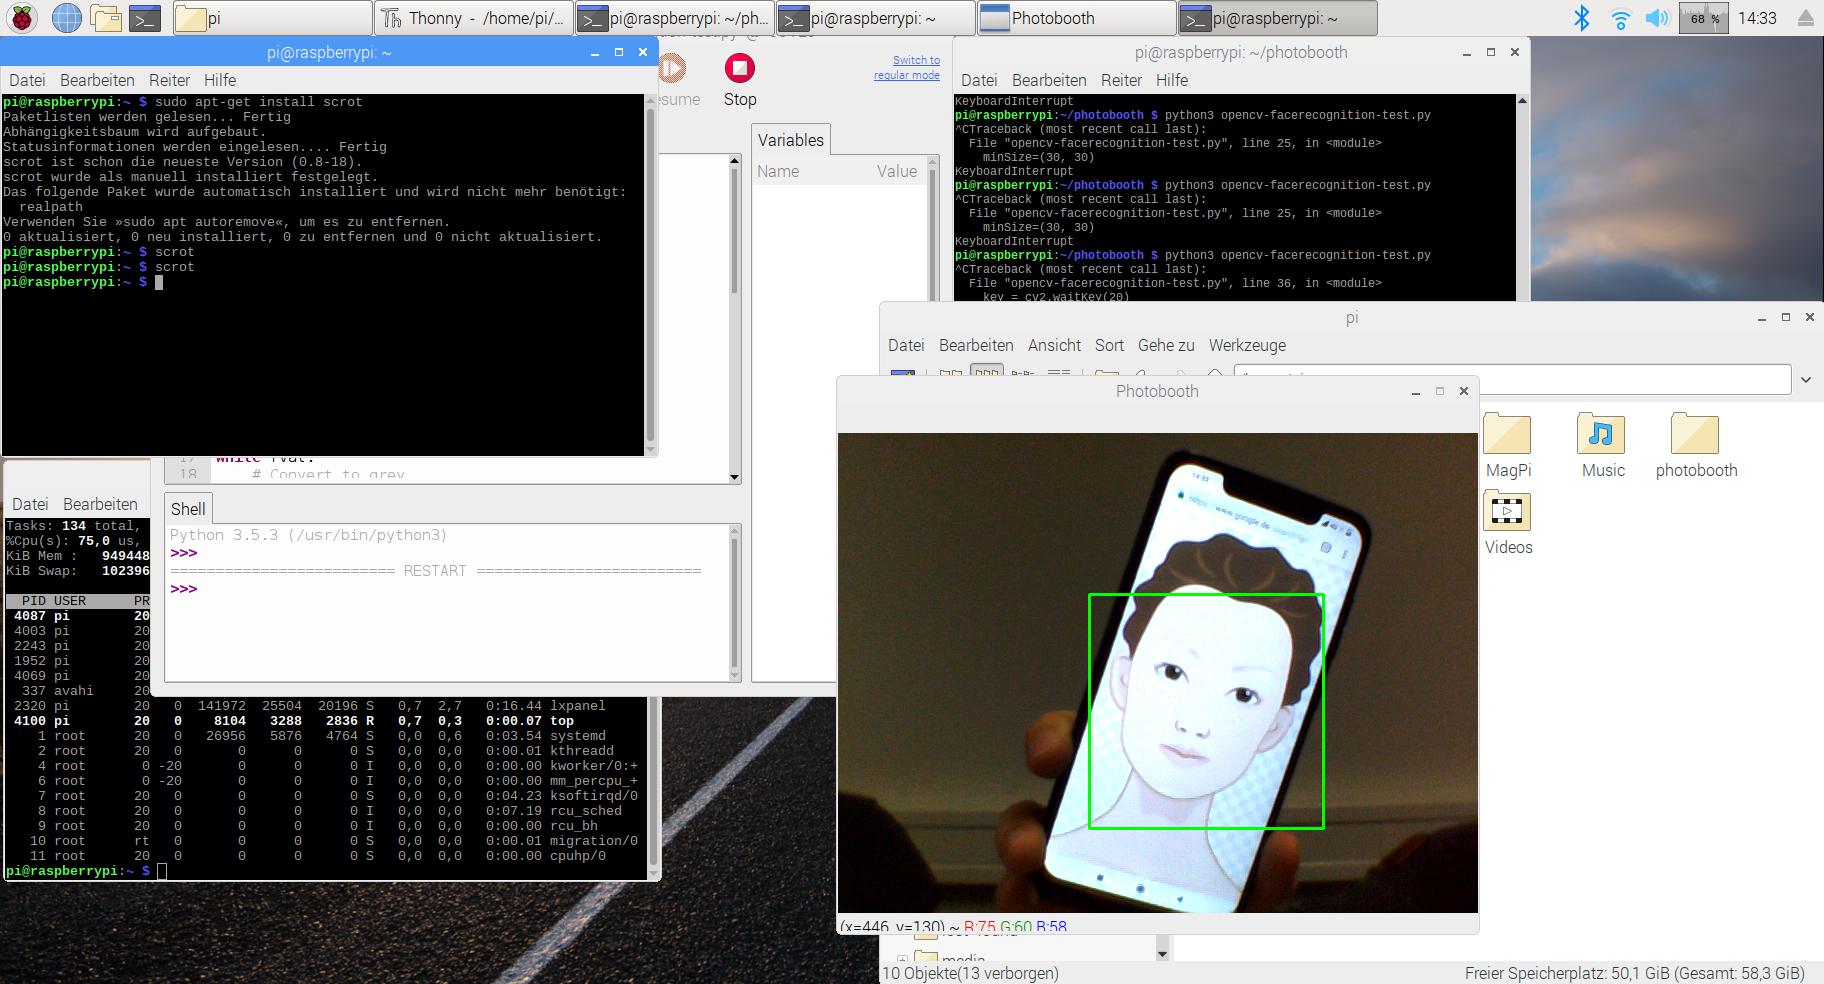 pi
Thonny - /home/pi/...
pi@raspberrypi: ~/ph...
pi@raspberrypi: ~
Photobooth
pi@raspberrypi: ~
68 %
14:33
pi@raspberrypi: ~
Datei Bearbeiten Reiter Hilfe
pi@raspberrypi:~ $ sudo apt-get install scrot
Paketlisten werden gelesen... Fertig
Abhängigkeitsbaum wird aufgebaut.
Statusinformationen werden eingelesen.... Fertig
scrot ist schon die neueste Version (0.8-18).
scrot wurde als manuell installiert festgelegt.
Das folgende Paket wurde automatisch installiert und wird nicht mehr benötigt:
realpath
Verwenden Sie »sudo apt autoremove«, um es zu entfernen.
0 aktualisiert, 0 neu installiert, 0 zu entfernen und 0 nicht aktualisiert.
pi@raspberrypi:~ $ scrot
pi@raspberrypi:~ $ scrot
pi@raspberrypi:~ $
esume
Stop
Switch to
regular mode
Variables
Name Value
18 # Convert to grey
Shell
Python 3.5.3 (/usr/bin/python3)
>>>
========================= RESTART =========================
>>>
pi@raspberrypi: ~/photobooth
Datei Bearbeiten Reiter Hilfe
KeyboardInterrupt
pi@raspberrypi:~/photobooth $ python3 opencv-facerecognition-test.py
^CTraceback (most recent call last):
File "opencv-facerecognition-test.py", line 25, in <module>
minSize=(30, 30)
KeyboardInterrupt
pi@raspberrypi:~/photobooth $ python3 opencv-facerecognition-test.py
^CTraceback (most recent call last):
File "opencv-facerecognition-test.py", line 25, in <module>
minSize=(30, 30)
KeyboardInterrupt
pi@raspberrypi:~/photobooth $ python3 opencv-facerecognition-test.py
^CTraceback (most recent call last):
File "opencv-facerecognition-test.py", line 36, in <module>
key = cv2.waitKey(20)
pi
Datei Bearbeiten Ansicht Sort Gehe zu Werkzeuge
MagPi
Music
photobooth
Videos
Photobooth
14:33
www.google.de
(x=446, y=130) ~ R:75 G:60 B:58
media
10 Objekte(13 verborgen)
Freier Speicherplatz: 50,1 GiB (Gesamt: 58,3 GiB)
Datei Bearbeiten
Tasks: 134 total,
%Cpu(s): 75,0 us,
KiB Mem : 949448
KiB Swap: 102396
PID USER PR
4087 pi 20
4003 pi 20
2243 pi 20
1952 pi 20
4069 pi 20
337 avahi 20
2320 pi 20 0 141972 25504 20196 S 0,7 2,7 0:16.44 lxpanel
4100 pi 20 0 8104 3288 2836 R 0,7 0,3 0:00.07 top
1 root 20 0 26956 5876 4764 S 0,0 0,6 0:03.54 systemd
2 root 20 0 0 0 0 S 0,0 0,0 0:00.01 kthreadd
4 root 0 -20 0 0 0 I 0,0 0,0 0:00.00 kworker/0:+
6 root 0 -20 0 0 0 I 0,0 0,0 0:00.00 mm_percpu_+
7 root 20 0 0 0 0 S 0,0 0,0 0:04.23 ksoftirqd/0
8 root 20 0 0 0 0 I 0,0 0,0 0:07.19 rcu_sched
9 root 20 0 0 0 0 I 0,0 0,0 0:00.00 rcu_bh
10 root rt 0 0 0 0 S 0,0 0,0 0:00.01 migration/0
11 root 20 0 0 0 0 S 0,0 0,0 0:00.00 cpuhp/0
pi@raspberrypi:~ $